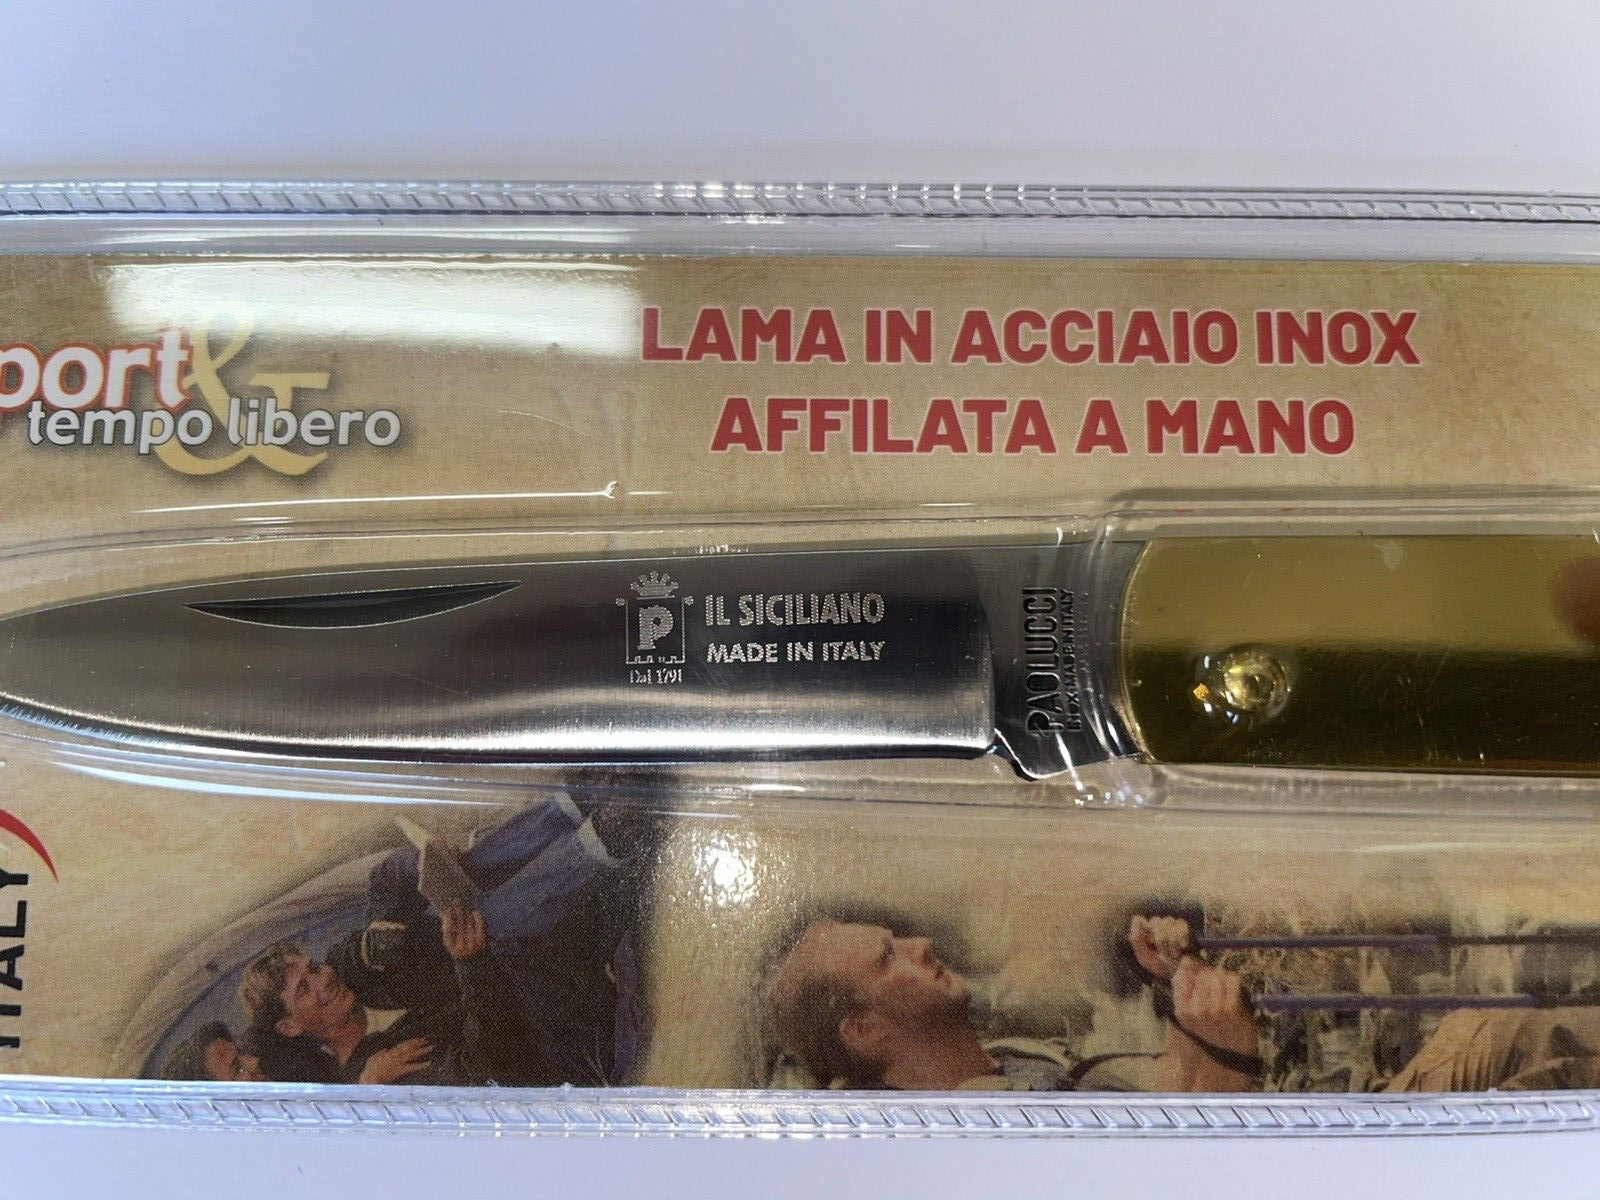 LAMA IN ACCIAIO INOX
AFFILATA A MANO
port &
tempo libero
P
Dal 1791
IL SICILIANO
MADE IN ITALY
PAOLUCCI
INOX-MADE IN ITALY
ITALY